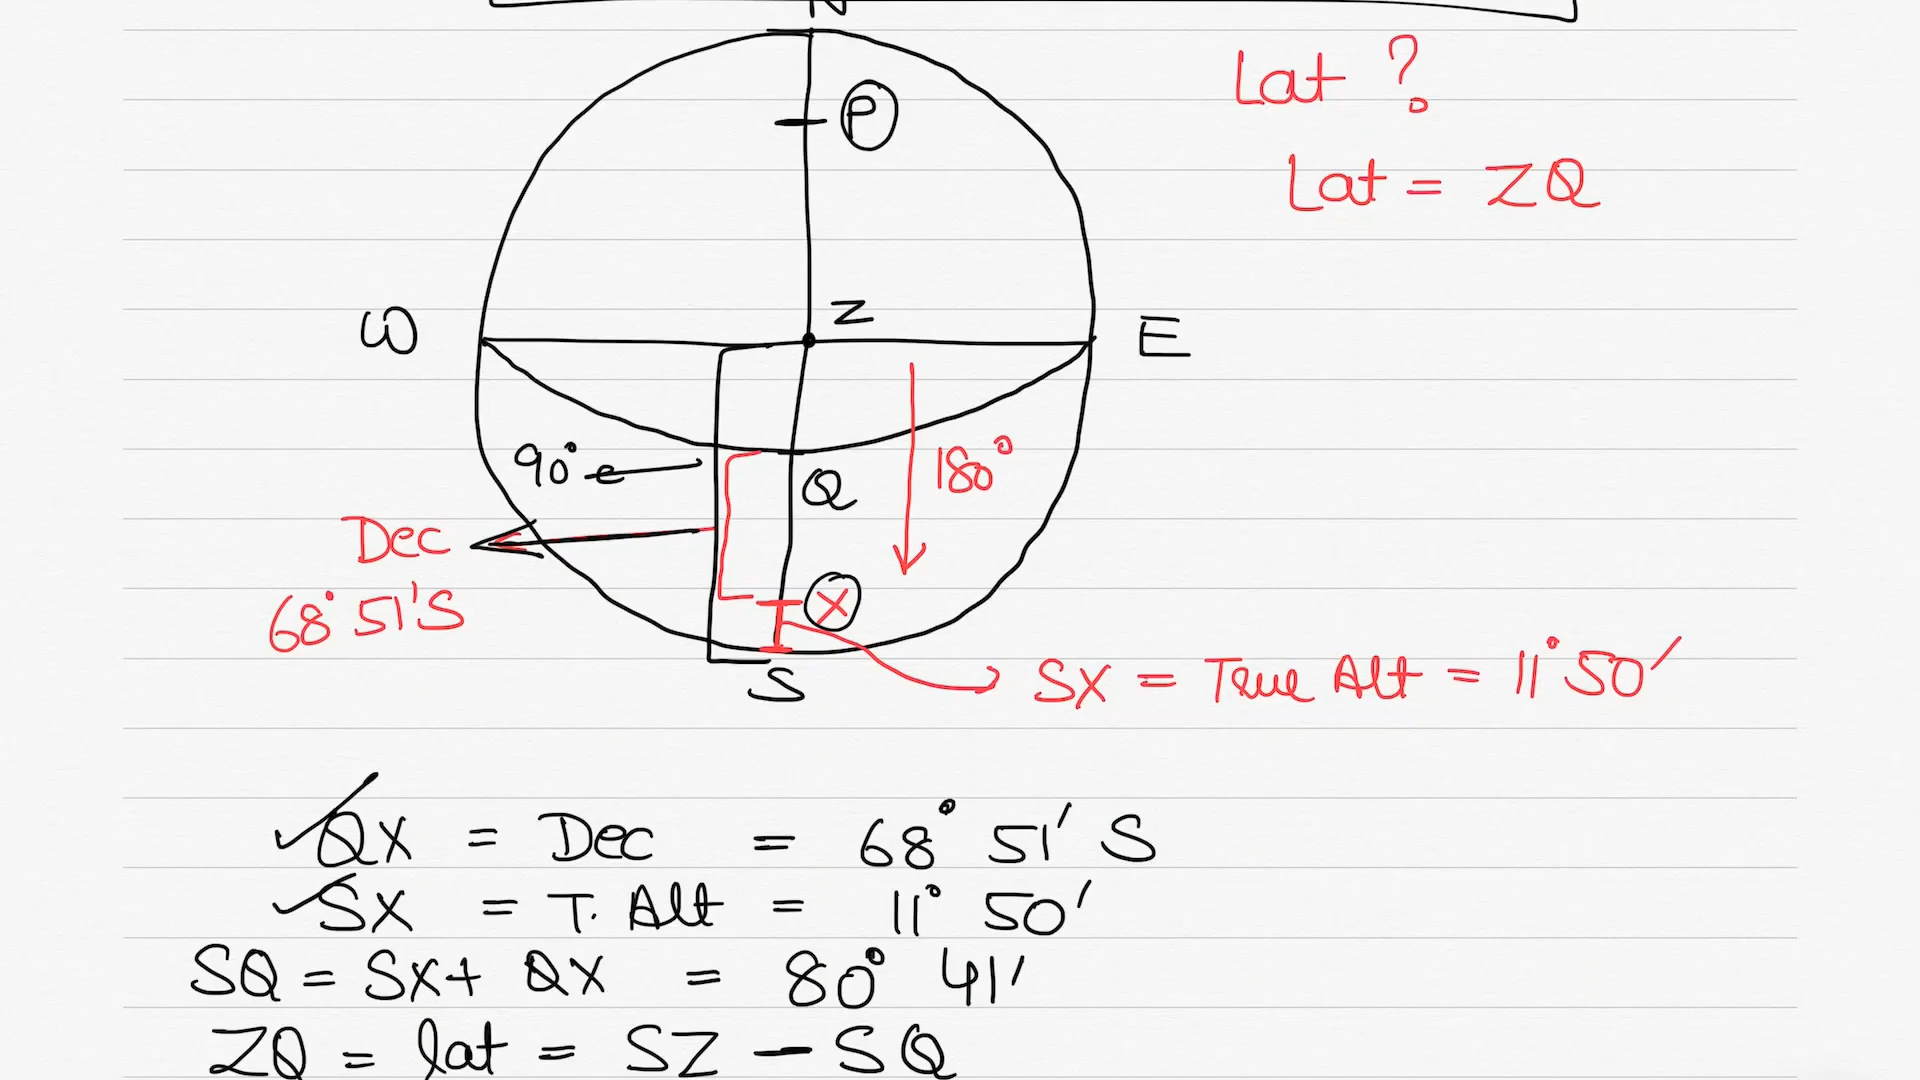 N
Lat ?
P
Lat = ZQ
Z
W
E
90°
180°
Q
Dec
68° 51' S
X
S
SX = True Alt = 11° 50'
QX = Dec = 68° 51' S
SX = T. Alt = 11° 50'
SQ = SX + QX = 80° 41'
ZQ = lat = SZ - SQ